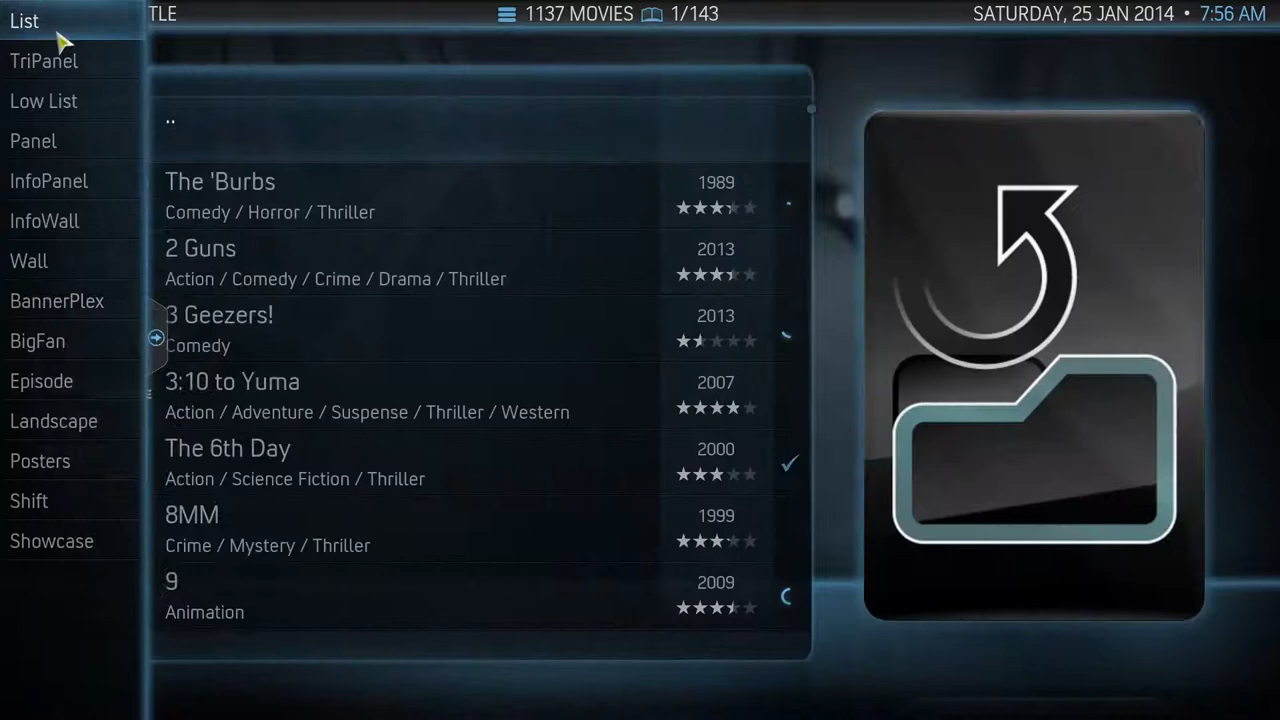 List
TLE
1137 MOVIES 1/143
SATURDAY, 25 JAN 2014 • 7:56 AM
TriPanel
Low List
Panel
InfoPanel
InfoWall
Wall
BannerPlex
BigFan
Episode
Landscape
Posters
Shift
Showcase
..
The 'Burbs 1989
Comedy / Horror / Thriller
2 Guns 2013
Action / Comedy / Crime / Drama / Thriller
3 Geezers! 2013
Comedy
3:10 to Yuma 2007
Action / Adventure / Suspense / Thriller / Western
The 6th Day 2000
Action / Science Fiction / Thriller
8MM 1999
Crime / Mystery / Thriller
9 2009
Animation